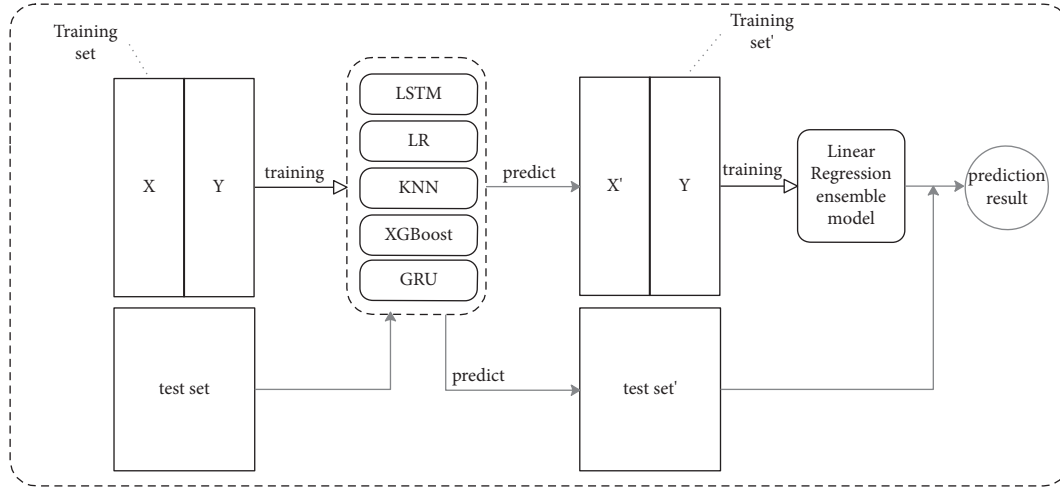 Training
set
Training
set'
X
Y
training
LSTM
LR
KNN
XGBoost
GRU
predict
X'
Y
training
Linear
Regression
ensemble
model
prediction
result
test set
predict
test set'